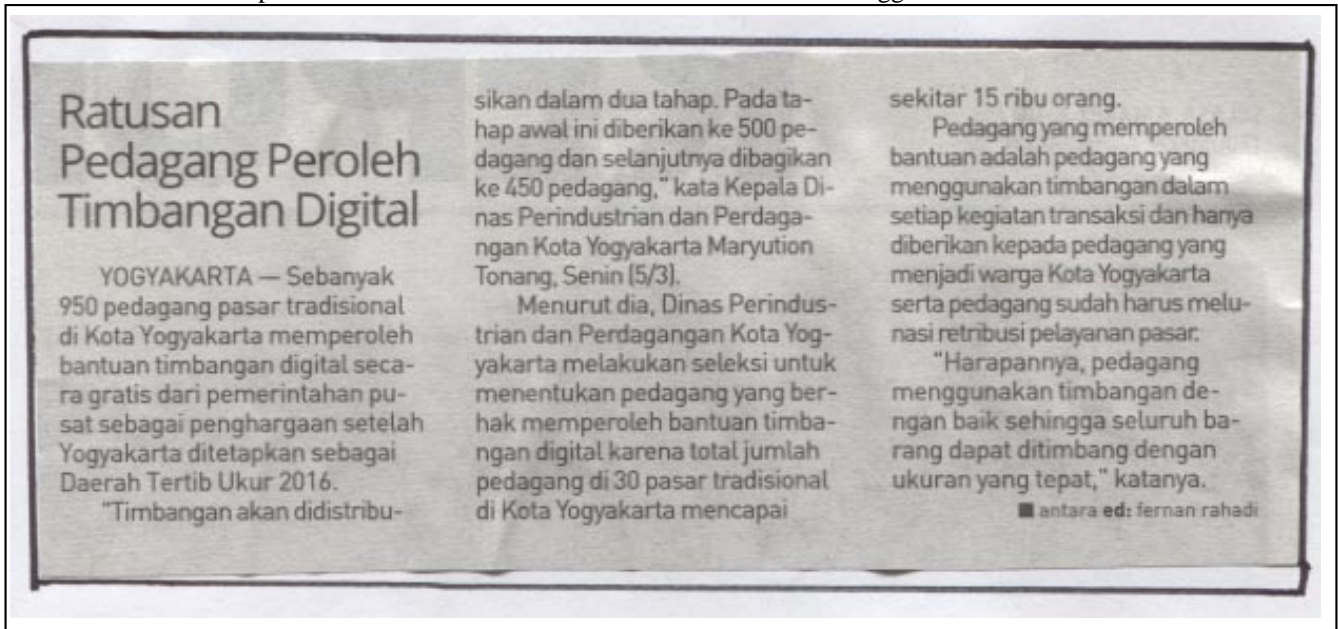 Ratusan
Pedagang Peroleh
Timbangan Digital
YOGYAKARTA — Sebanyak
950 pedagang pasar tradisional
di Kota Yogyakarta memperoleh
bantuan timbangan digital seca-
ra gratis dari pemerintahan pu-
sat sebagai penghargaan setelah
Yogyakarta ditetapkan sebagai
Daerah Tertib Ukur 2016.
"Timbangan akan didistribu-
sikan dalam dua tahap. Pada ta-
hap awal ini diberikan ke 500 pe-
dagang dan selanjutnya dibagikan
ke 450 pedagang," kata Kepala Di-
nas Perindustrian dan Perdaga-
ngan Kota Yogyakarta Maryution
Tonang, Senin (5/3).
Menurut dia, Dinas Perindus-
trian dan Perdagangan Kota Yog-
yakarta melakukan seleksi untuk
menentukan pedagang yang ber-
hak memperoleh bantuan timba-
ngan digital karena total jumlah
pedagang di 30 pasar tradisional
di Kota Yogyakarta mencapai
sekitar 15 ribu orang.
Pedagang yang memperoleh
bantuan adalah pedagang yang
menggunakan timbangan dalam
setiap kegiatan transaksi dan hanya
diberikan kepada pedagang yang
menjadi warga Kota Yogyakarta
serta pedagang sudah harus melu-
nasi retribusi pelayanan pasar.
"Harapannya, pedagang
menggunakan timbangan de-
ngan baik sehingga seluruh ba-
rang dapat ditimbang dengan
ukuran yang tepat," katanya.
■ antara ed: fernan rahadi